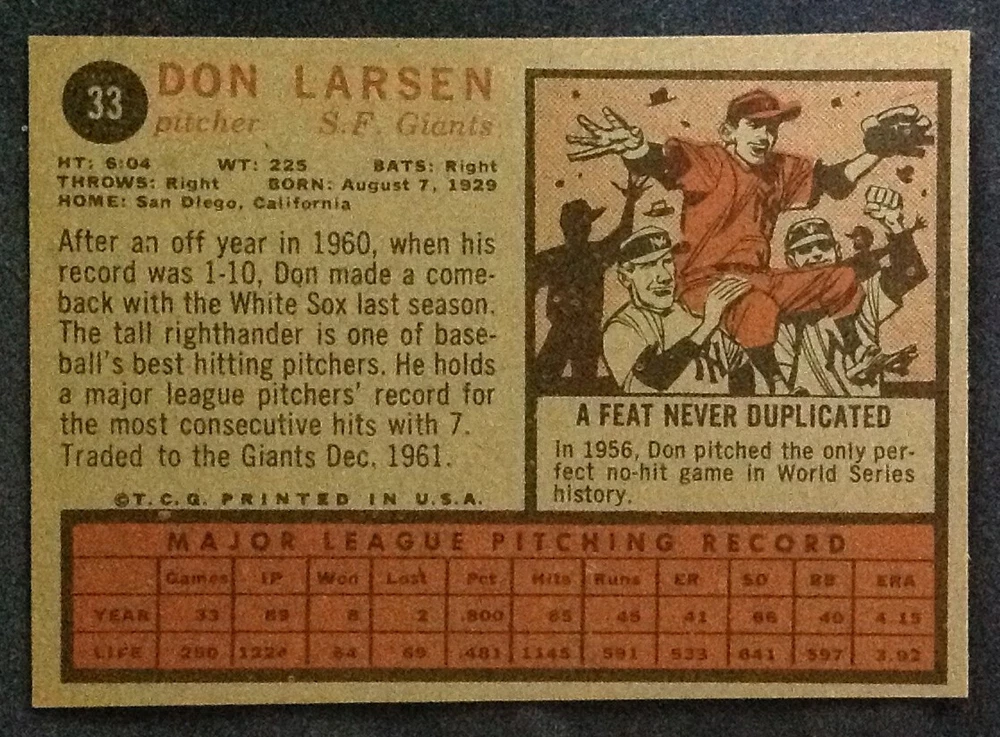 33
DON LARSEN
pitcher S.F. Giants
HT: 6:04 WT: 225 BATS: Right
THROWS: Right BORN: August 7, 1929
HOME: San Diego, California
After an off year in 1960, when his
record was 1-10, Don made a come-
back with the White Sox last season.
The tall righthander is one of base-
ball's best hitting pitchers. He holds
a major league pitchers' record for
the most consecutive hits with 7.
Traded to the Giants Dec. 1961.
©T.C.G. PRINTED IN U.S.A.
A FEAT NEVER DUPLICATED
In 1956, Don pitched the only per-
fect no-hit game in World Series
history.
MAJOR LEAGUE PITCHING RECORD
Games IP Won Lost Pct Hits Runs ER SO BB ERA
YEAR 33 89 8 2 .800 85 45 41 66 40 4.15
LIFE 250 64 69 .481 1145 591 533 641 597 3.92